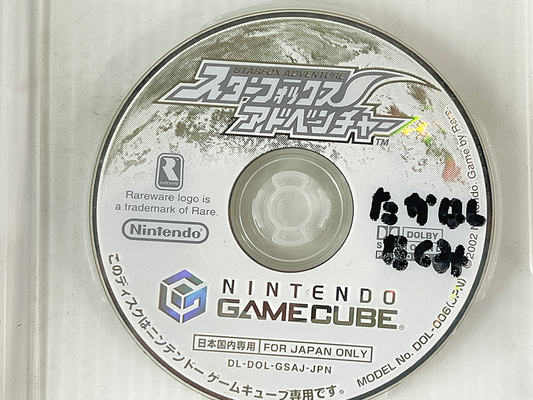 STARFOX ADVENTURE
スターフォックス
アドベンチャー
TM
R
RAREWARE
Rareware logo is
a trademark of Rare.
Nintendo
DOLBY
NINTENDO
GAMECUBE
日本国内専用 FOR JAPAN ONLY
DL-DOL-GSAJ-JPN
このディスクはニンテンドー ゲームキューブ専用です。
MODEL No. DOL-006(JPN)
©2002 Nintendo. Game by Rare